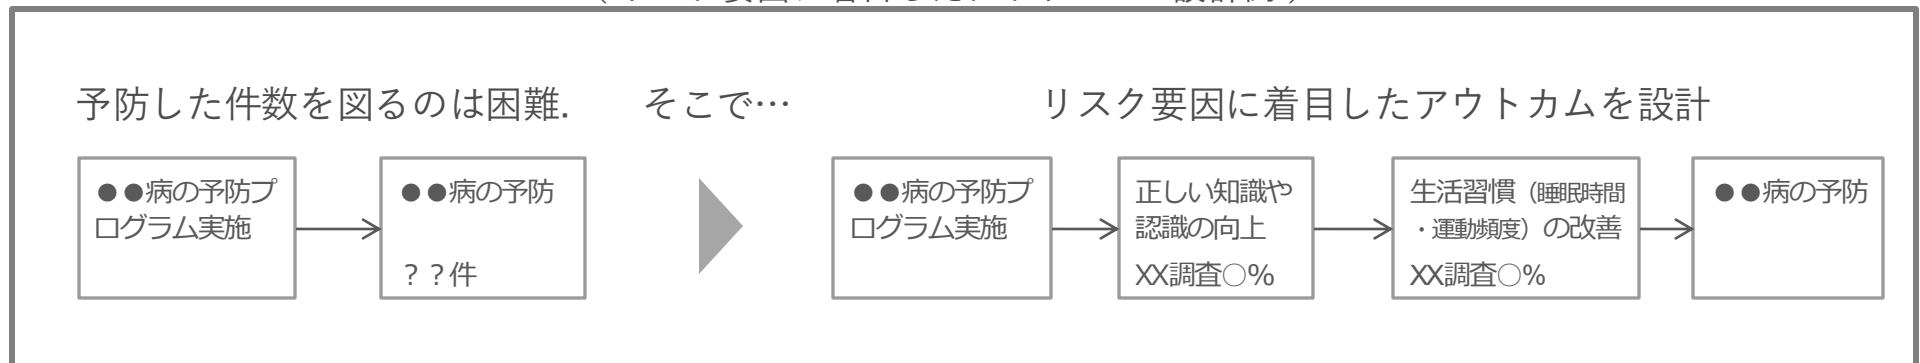 予防した件数を図るのは困難. そこで… リスク要因に着目したアウトカムを設計
●●病の予防プ
ログラム実施
●●病の予防
？？件
●●病の予防プ
ログラム実施
正しい知識や
認識の向上
XX調査○%
生活習慣（睡眠時間
・運動頻度）の改善
XX調査○%
●●病の予防